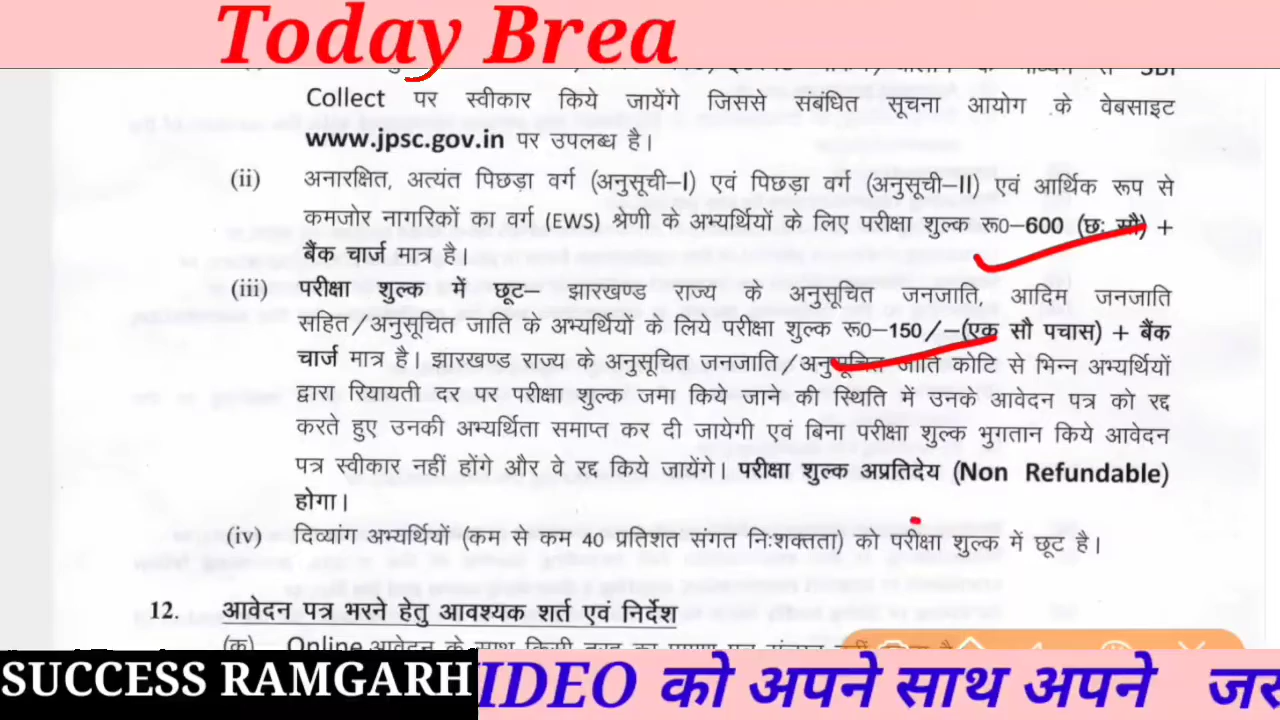 Today Brea
SBI
Collect पर स्वीकार किये जायेंगे जिससे संबंधित सूचना आयोग के वेबसाइट
www.jpsc.gov.in पर उपलब्ध है।
(ii) अनारक्षित, अत्यंत पिछड़ा वर्ग (अनुसूची-I) एवं पिछड़ा वर्ग (अनुसूची-II) एवं आर्थिक रूप से
कमजोर नागरिकों का वर्ग (EWS) श्रेणी के अभ्यर्थियों के लिए परीक्षा शुल्क रू0-600 (छः सौ) +
बैंक चार्ज मात्र है।
(iii) परीक्षा शुल्क में छूट- झारखण्ड राज्य के अनुसूचित जनजाति, आदिम जनजाति
सहित/अनुसूचित जाति के अभ्यर्थियों के लिये परीक्षा शुल्क रू0-150/-(एक सौ पचास) + बैंक
चार्ज मात्र है। झारखण्ड राज्य के अनुसूचित जनजाति/अनुसूचित जाति कोटि से भिन्न अभ्यर्थियों
द्वारा रियायती दर पर परीक्षा शुल्क जमा किये जाने की स्थिति में उनके आवेदन पत्र को रद्द
करते हुए उनकी अभ्यर्थिता समाप्त कर दी जायेगी एवं बिना परीक्षा शुल्क भुगतान किये आवेदन
पत्र स्वीकार नहीं होंगे और वे रद्द किये जायेंगे। परीक्षा शुल्क अप्रतिदेय (Non Refundable)
होगा।
(iv) दिव्यांग अभ्यर्थियों (कम से कम 40 प्रतिशत संगत निःशक्तता) को परीक्षा शुल्क में छूट है।
12. आवेदन पत्र भरने हेतु आवश्यक शर्त एवं निर्देश
(क) Online आवेदन के साथ किसी
SUCCESS RAMGARH IDEO को अपने साथ अपने